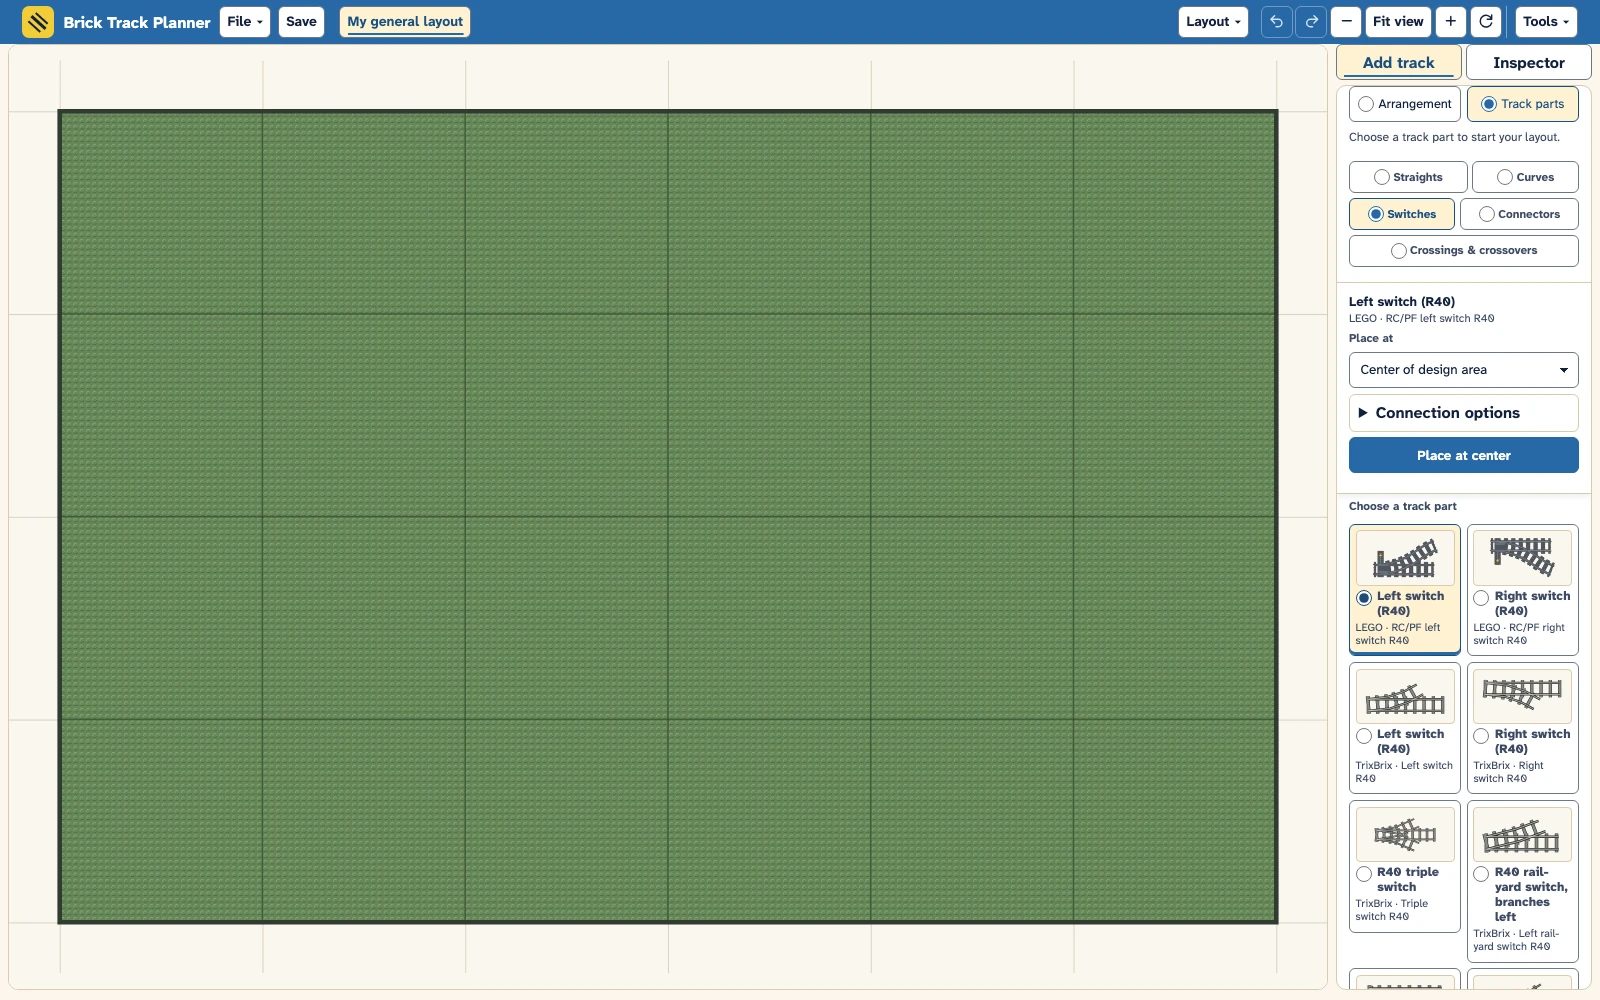 Brick Track Planner
File
Save
My general layout
Layout
Fit view
Tools
Add track
Inspector
Arrangement
Track parts
Choose a track part to start your layout.
Straights
Curves
Switches
Connectors
Crossings & crossovers
Left switch (R40)
LEGO · RC/PF left switch R40
Place at
Center of design area
Connection options
Place at center
Choose a track part
Left switch
(R40)
LEGO · RC/PF left
switch R40
Right switch
(R40)
LEGO · RC/PF right
switch R40
Left switch
(R40)
TrixBrix · Left switch
R40
Right switch
(R40)
TrixBrix · Right
switch R40
R40 triple
switch
TrixBrix · Triple
switch R40
R40 rail-
yard switch,
branches
left
TrixBrix · Left rail-
yard switch R40